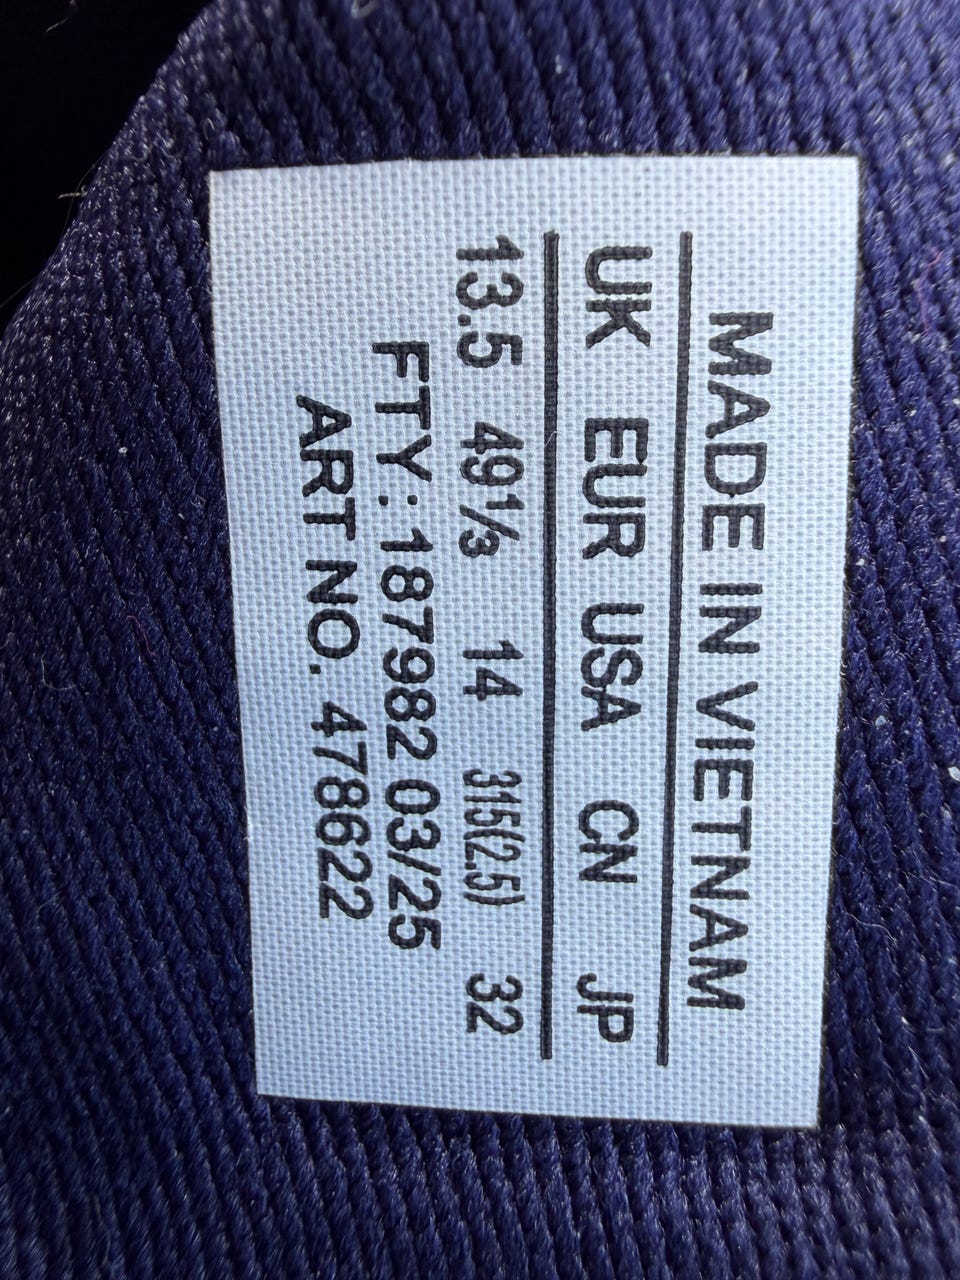 MADE IN VIETNAM
UK EUR USA CN JP
13.5 49⅓ 14 315(2.5) 32
FTY: 187982 03/25
ART NO. 478622